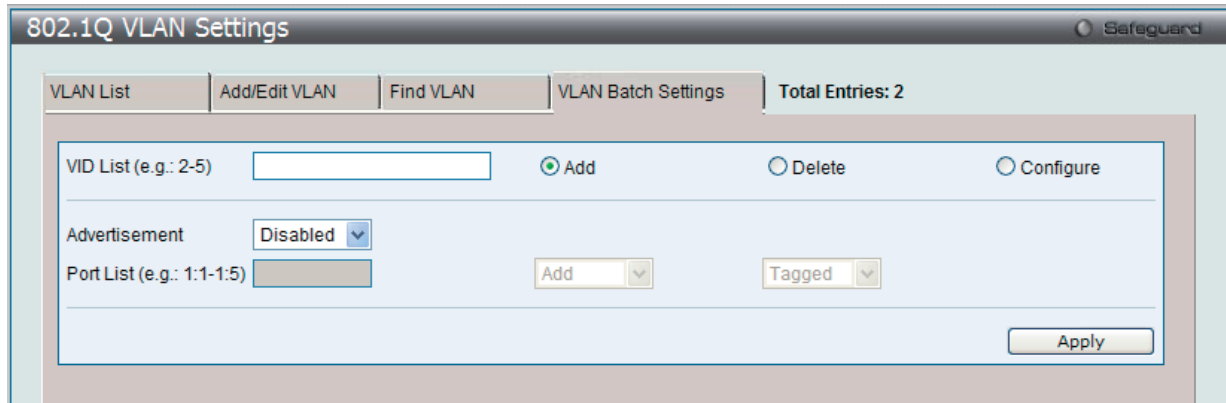 802.1Q VLAN Settings Safeguard
VLAN List Add/Edit VLAN Find VLAN VLAN Batch Settings Total Entries: 2
VID List (e.g.: 2-5) Add Delete Configure
Advertisement Disabled
Port List (e.g.: 1:1-1:5) Add Tagged
Apply